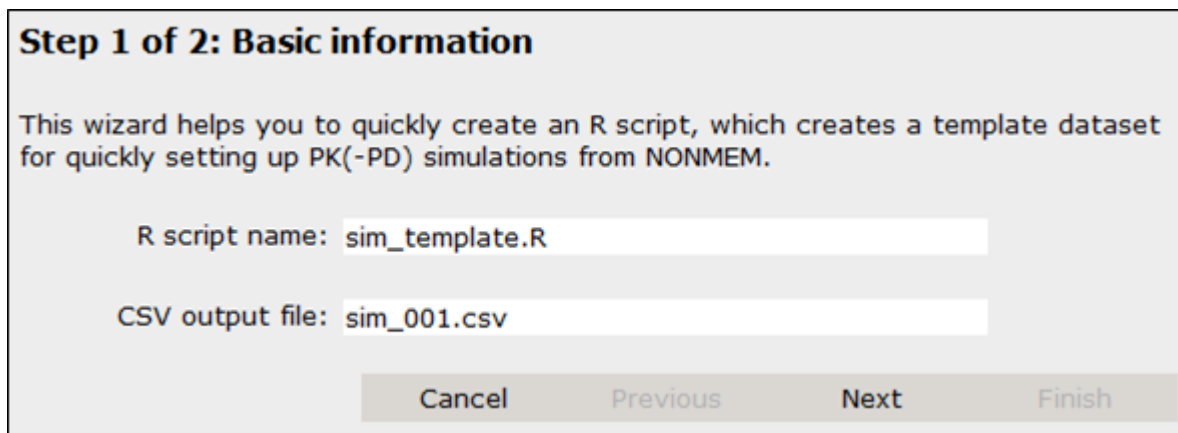 Step 1 of 2: Basic information
This wizard helps you to quickly create an R script, which creates a template dataset
for quickly setting up PK(-PD) simulations from NONMEM.
R script name: sim_template.R
CSV output file: sim_001.csv
Cancel Previous Next Finish